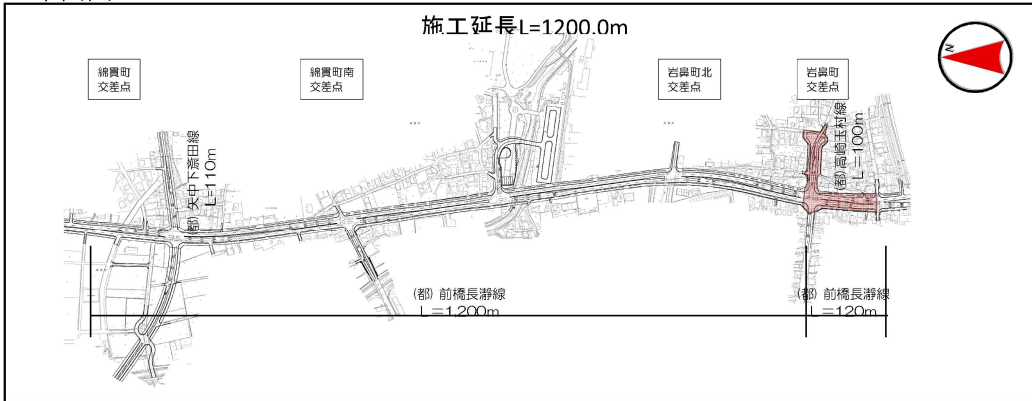 施工延長L=1200.0m
N
綿貫町
交差点
綿貫町南
交差点
岩鼻町北
交差点
岩鼻町
交差点
(都) 矢中下斎田線
L=110m
(都) 高崎玉村線
L=100m
(都) 前橋長瀞線
L=1,200m
(都) 前橋長瀞線
L=120m